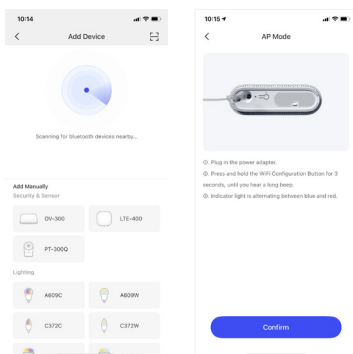 10:14
Add Device
Scanning for bluetooth devices nearby...
Add Manually
Security & Sensor
OV-300
LTE-400
PT-300Q
Lighting
A609C
A609W
C372C
C372W
10:15
AP Mode
①. Plug in the power adapter.
②. Press and hold the WiFi Configuration Button for 3
seconds, until you hear a long beep.
③. Indicator light is alternating between blue and red.
Confirm